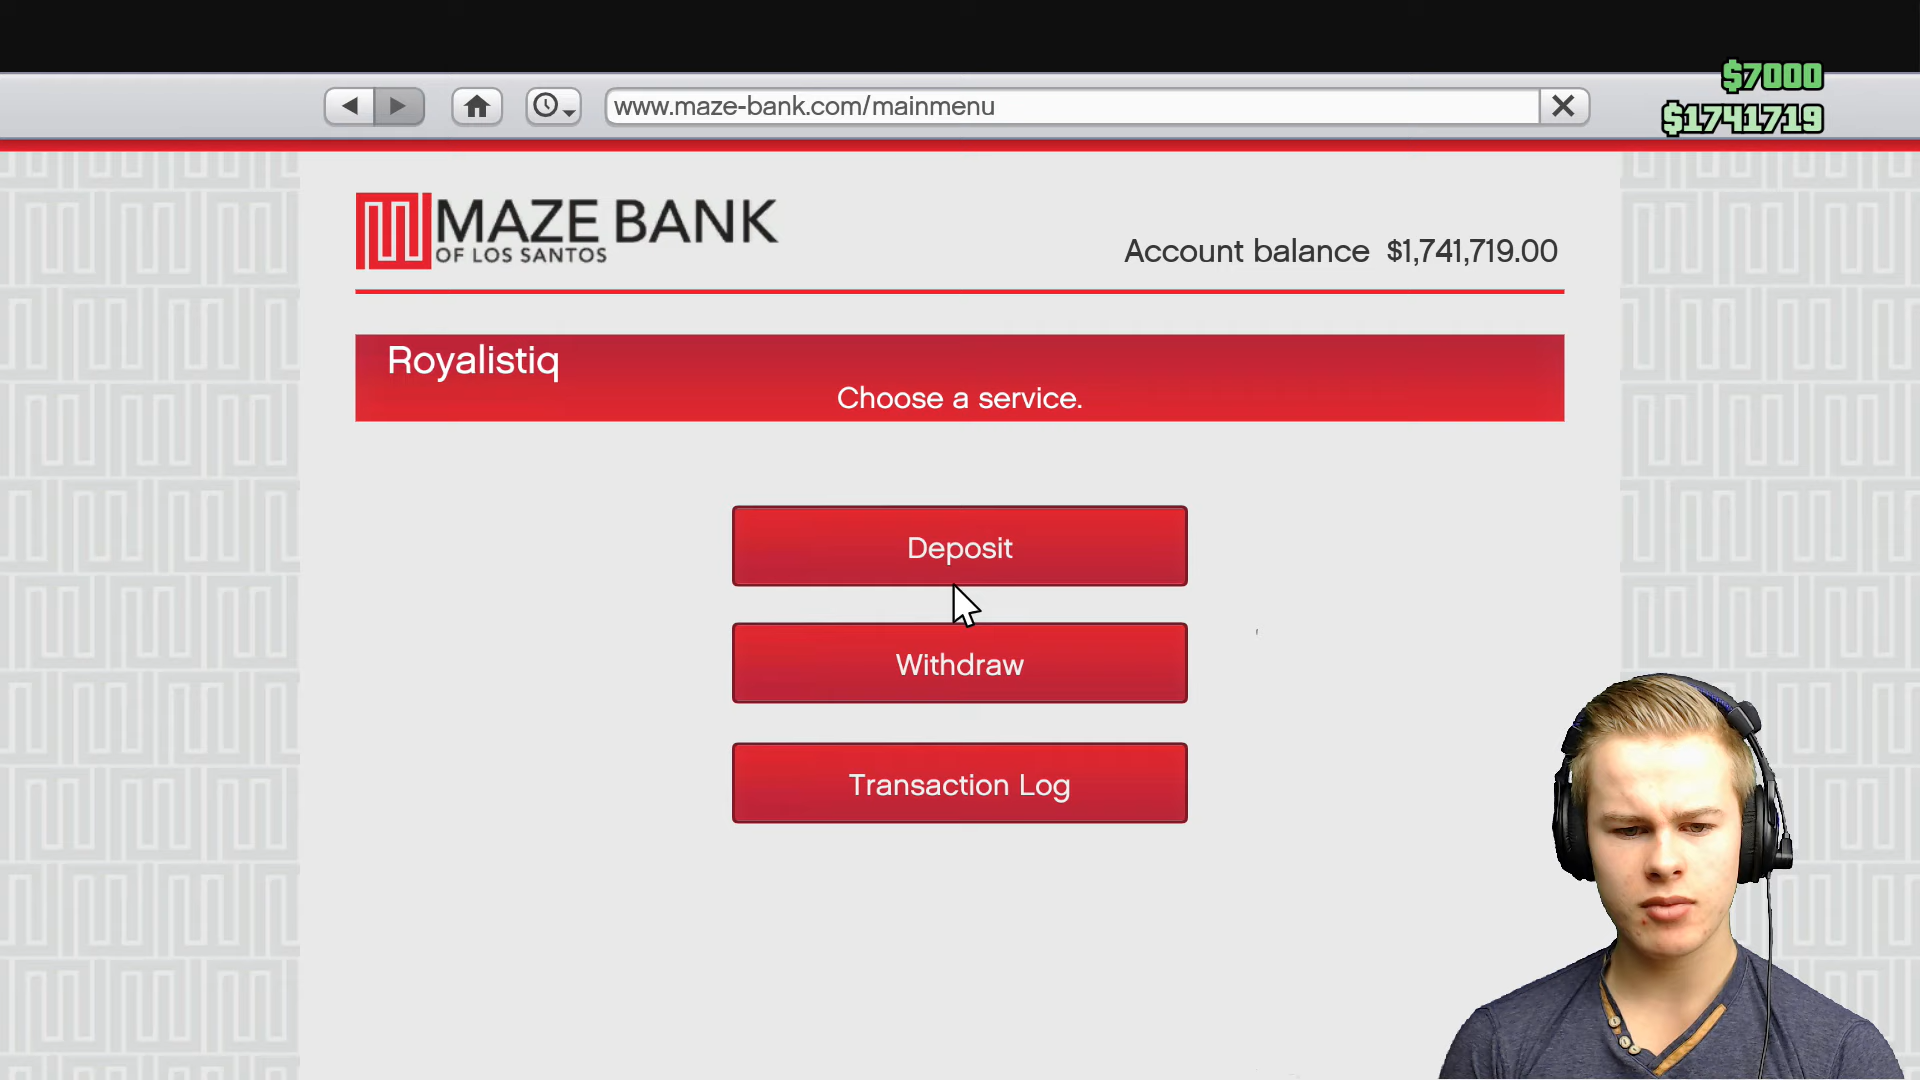 $7000
www.maze-bank.com/mainmenu
$1741719
MAZE BANK
OF LOS SANTOS
Account balance $1,741,719.00
Royalistiq
Choose a service.
Deposit
Withdraw
Transaction Log